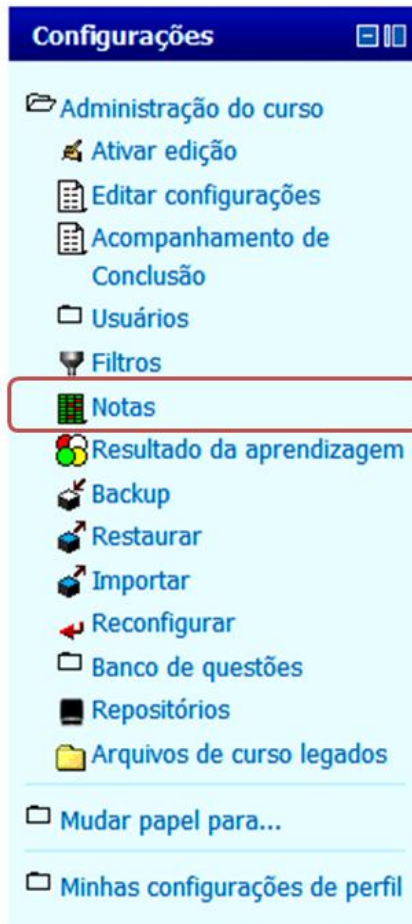 Configurações
Administração do curso
Ativar edição
Editar configurações
Acompanhamento de
Conclusão
Usuários
Filtros
Notas
Resultado da aprendizagem
Backup
Restaurar
Importar
Reconfigurar
Banco de questões
Repositórios
Arquivos de curso legados
Mudar papel para...
Minhas configurações de perfil